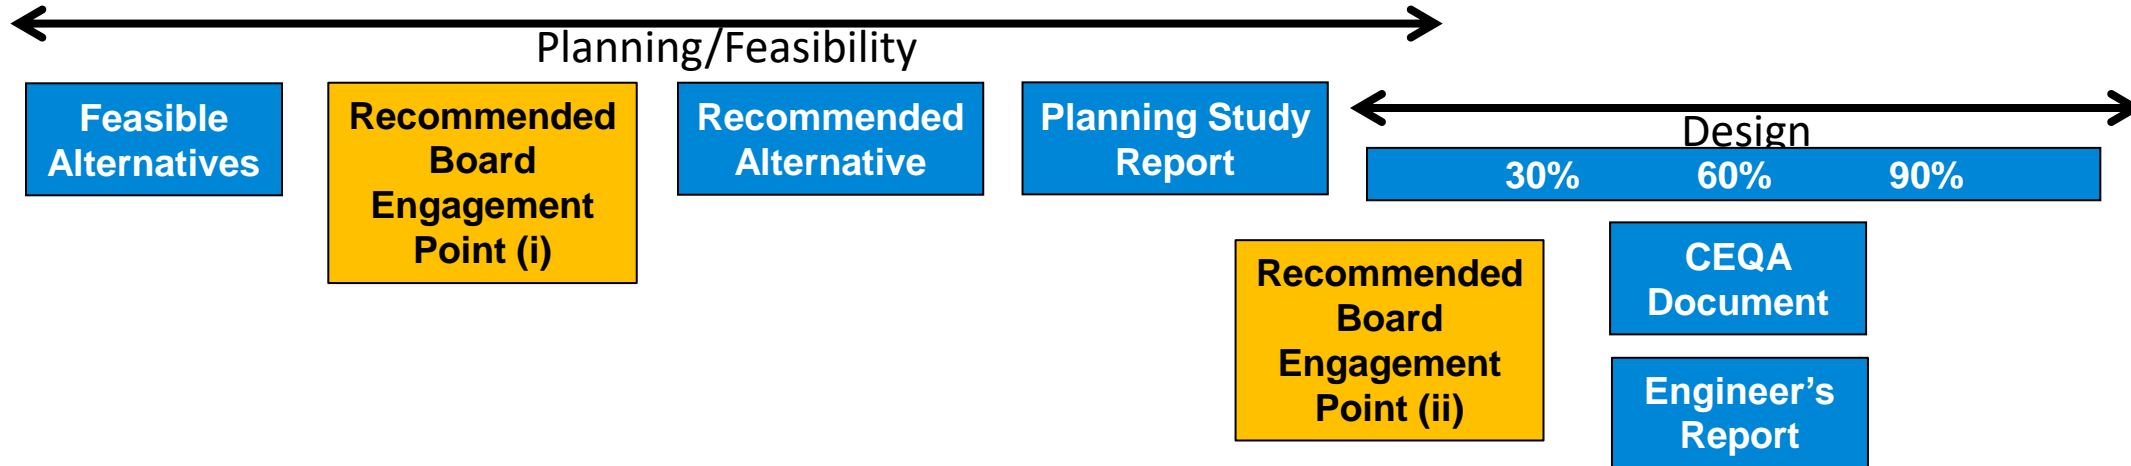 Planning/Feasibility
Feasible
Alternatives
Recommended
Board
Engagement
Point (i)
Recommended
Alternative
Planning Study
Report
Design
30% 60% 90%
Recommended
Board
Engagement
Point (ii)
CEQA
Document
Engineer’s
Report